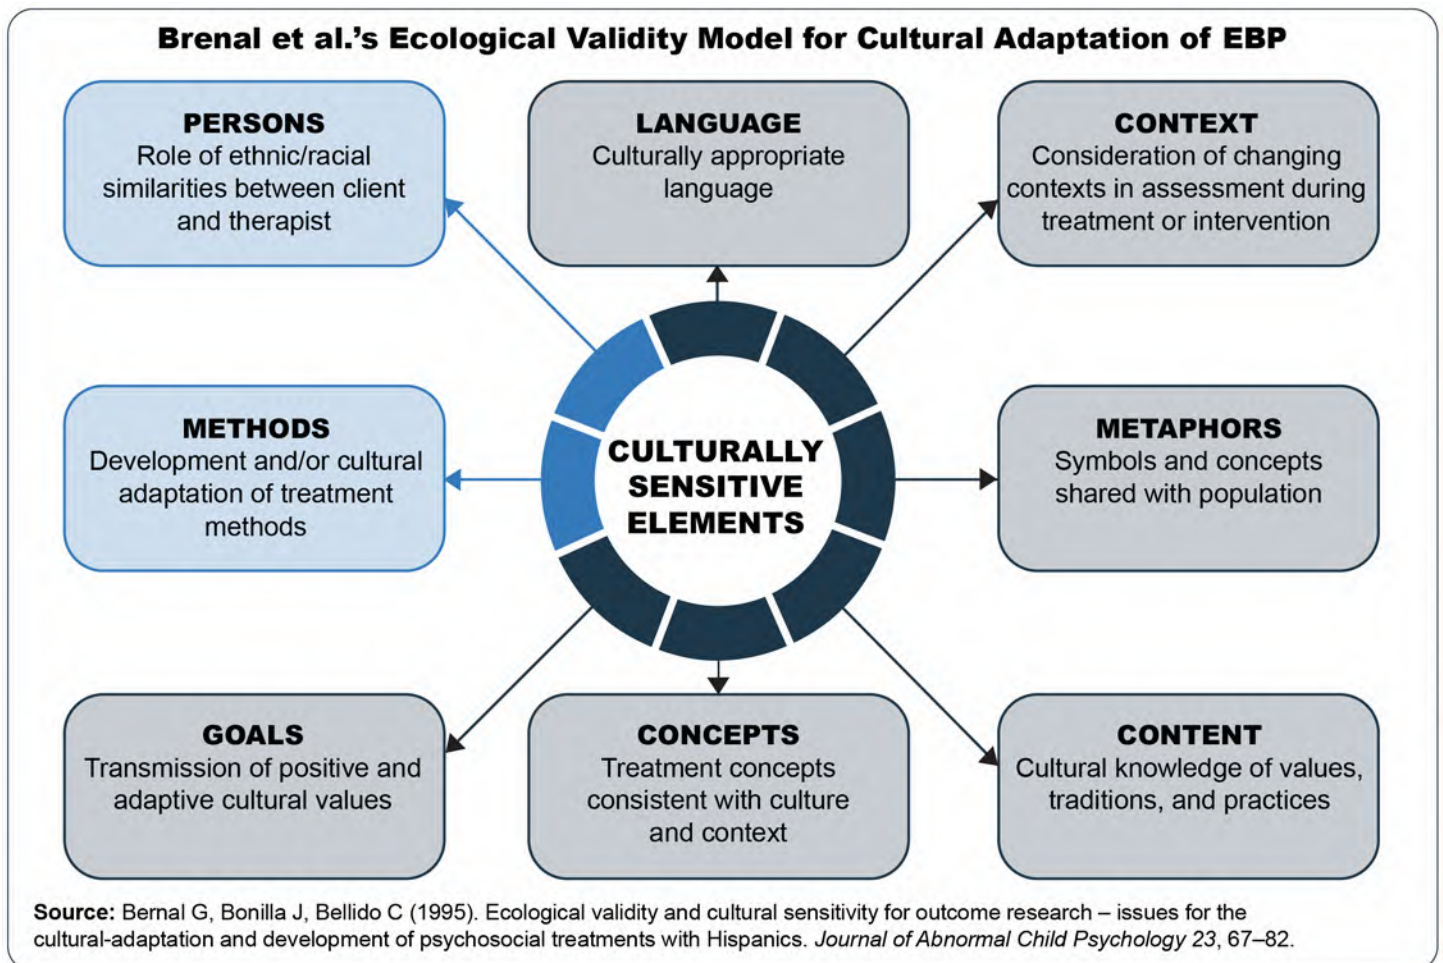 Brenal et al.’s Ecological Validity Model for Cultural Adaptation of EBP
PERSONS
Role of ethnic/racial
similarities between client
and therapist
LANGUAGE
Culturally appropriate
language
CONTEXT
Consideration of changing
contexts in assessment during
treatment or intervention
METHODS
Development and/or cultural
adaptation of treatment
methods
CULTURALLY
SENSITIVE
ELEMENTS
METAPHORS
Symbols and concepts
shared with population
GOALS
Transmission of positive and
adaptive cultural values
CONCEPTS
Treatment concepts
consistent with culture
and context
CONTENT
Cultural knowledge of values,
traditions, and practices
Source: Bernal G, Bonilla J, Bellido C (1995). Ecological validity and cultural sensitivity for outcome research – issues for the
cultural-adaptation and development of psychosocial treatments with Hispanics. Journal of Abnormal Child Psychology 23, 67–82.